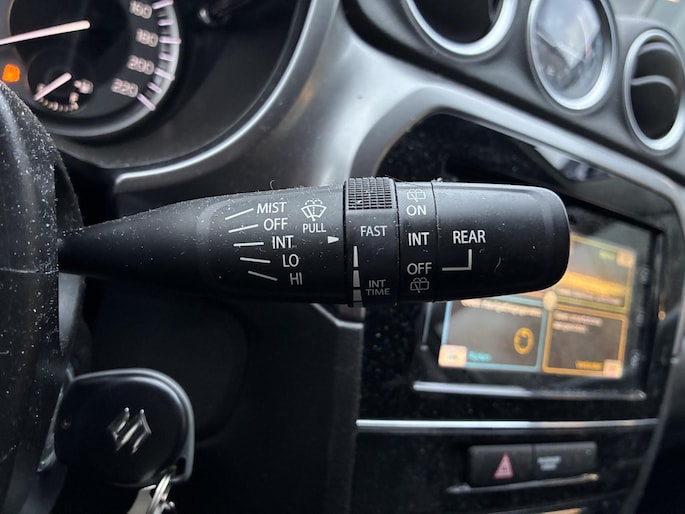 160
180
200
220
MIST
OFF
INT
LO
HI
PULL
FAST
INT
TIME
ON
INT
OFF
REAR